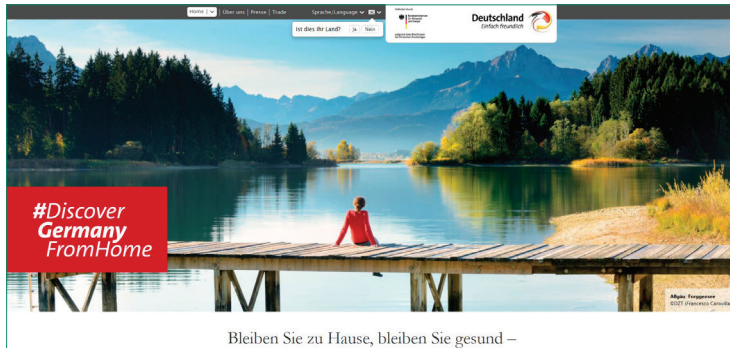 Home
Über uns | Presse | Trade
Sprache/Language
Ist dies Ihr Land? Ja Nein
Deutschland
Einfach freundlich
#Discover
Germany
FromHome
Allgäu: Forggensee
©DZT (Francesco Carovillano
Bleiben Sie zu Hause, bleiben Sie gesund –